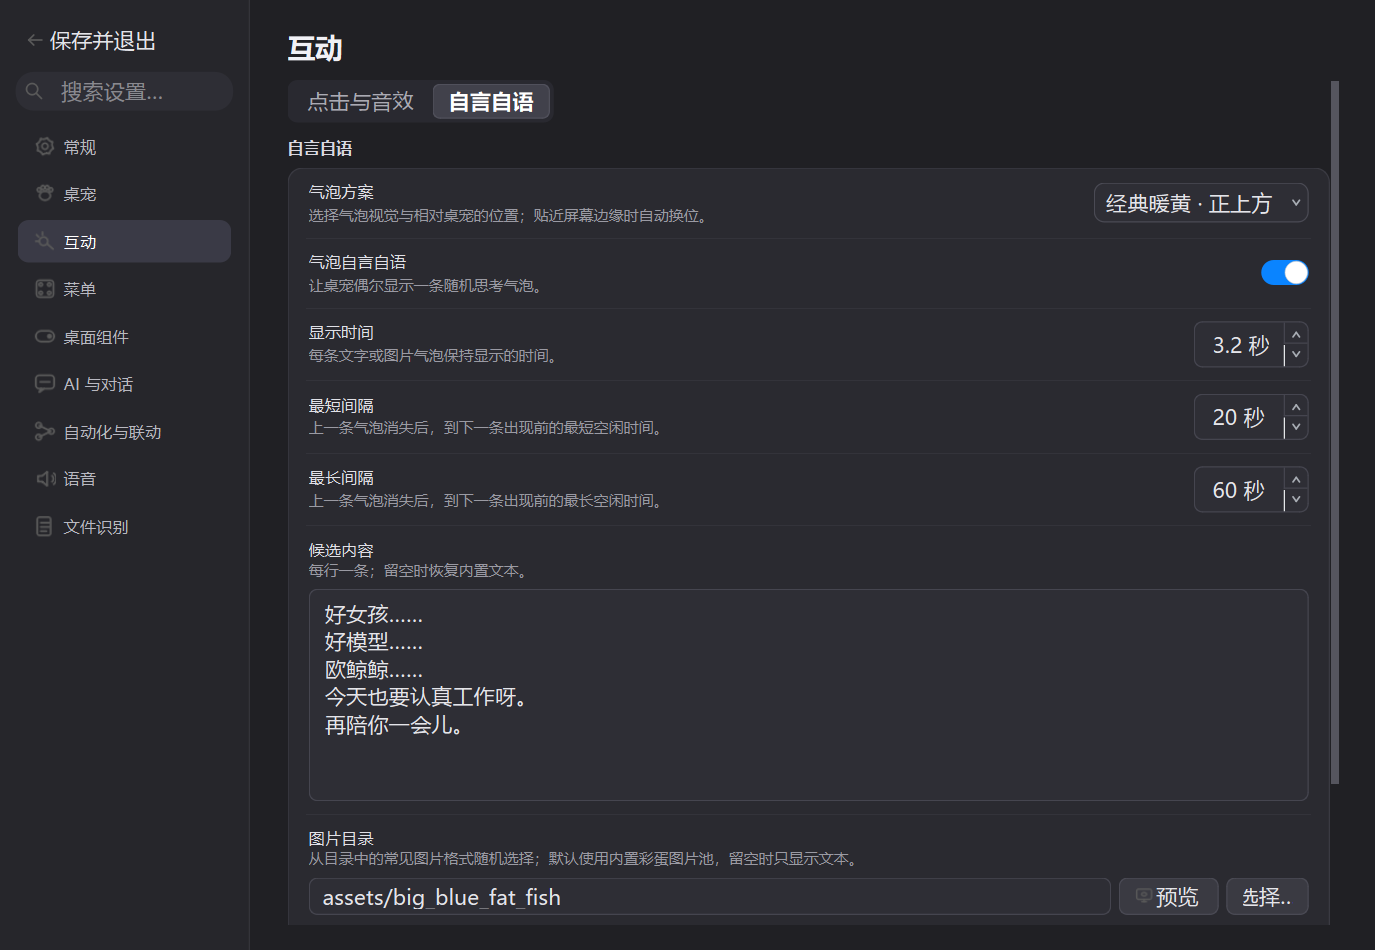 保存并退出
搜索设置...
常规
桌宠
互动
菜单
桌面组件
AI 与对话
自动化与联动
语音
文件识别
互动
点击与音效
自言自语
自言自语
气泡方案
选择气泡视觉与相对桌宠的位置；贴近屏幕边缘时自动换位。
经典暖黄 · 正上方
气泡自言自语
让桌宠偶尔显示一条随机思考气泡。
显示时间
每条文字或图片气泡保持显示的时间。
3.2 秒
最短间隔
上一条气泡消失后，到下一条出现前的最短空闲时间。
20 秒
最长间隔
上一条气泡消失后，到下一条出现前的最长空闲时间。
60 秒
候选内容
每行一条；留空时恢复内置文本。
好女孩……
好模型……
欧鲸鲸……
今天也要认真工作呀。
再陪你一会儿。
图片目录
从目录中的常见图片格式随机选择；默认使用内置彩蛋图片池，留空时只显示文本。
assets/big_blue_fat_fish
预览
选择..